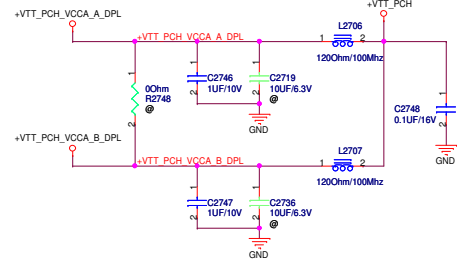 +VTT_PCH
+VTT_PCH_VCCA_A_DPL
L2706
+VTT_PCH_VCCA_A_DPL
1 2
120Ohm/100Mhz
0Ohm
R2748
@
1
2
C2746
1UF/10V
1
2
C2719
10UF/6.3V
@
1
2
GND
C2748
0.1UF/16V
1
2
GND
+VTT_PCH_VCCA_B_DPL
L2707
+VTT_PCH_VCCA_B_DPL
1 2
120Ohm/100Mhz
C2747
1UF/10V
1
2
C2736
10UF/6.3V
@
1
2
GND